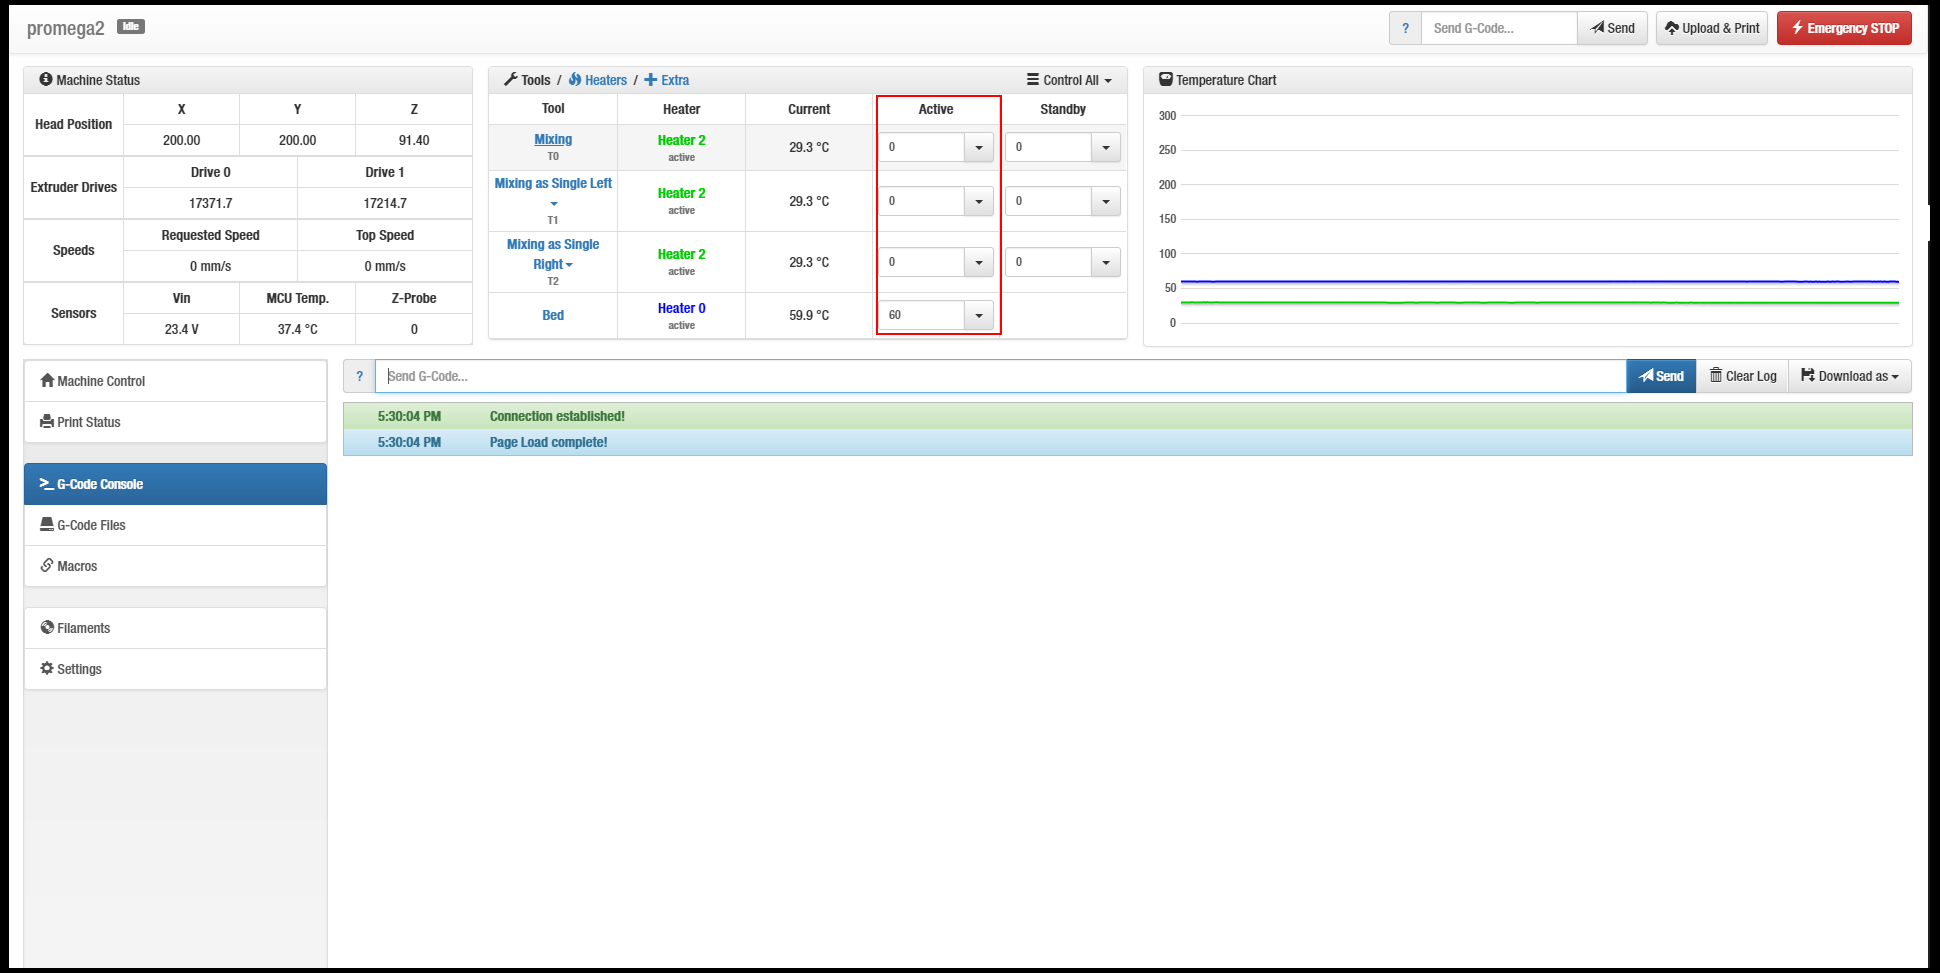 promega2 Idle
? Send G-Code... Send Upload & Print Emergency STOP
Machine Status
X Y Z
Head Position
200.00 200.00 91.40
Drive 0 Drive 1
Extruder Drives
17371.7 17214.7
Requested Speed Top Speed
Speeds
0 mm/s 0 mm/s
Vin MCU Temp. Z-Probe
Sensors
23.4 V 37.4 °C 0
Tools / Heaters / Extra Control All
Tool Heater Current Active Standby
Mixing Heater 2 29.3 °C 0 0
T0 active
Mixing as Single Left Heater 2 29.3 °C 0 0
T1 active
Mixing as Single Heater 2 29.3 °C 0 0
Right active
T2
Bed Heater 0 59.9 °C 60
active
Temperature Chart
300
250
200
150
100
50
0
Machine Control
Print Status
G-Code Console
G-Code Files
Macros
Filaments
Settings
? Send G-Code... Send Clear Log Download as
5:30:04 PM Connection established!
5:30:04 PM Page Load complete!